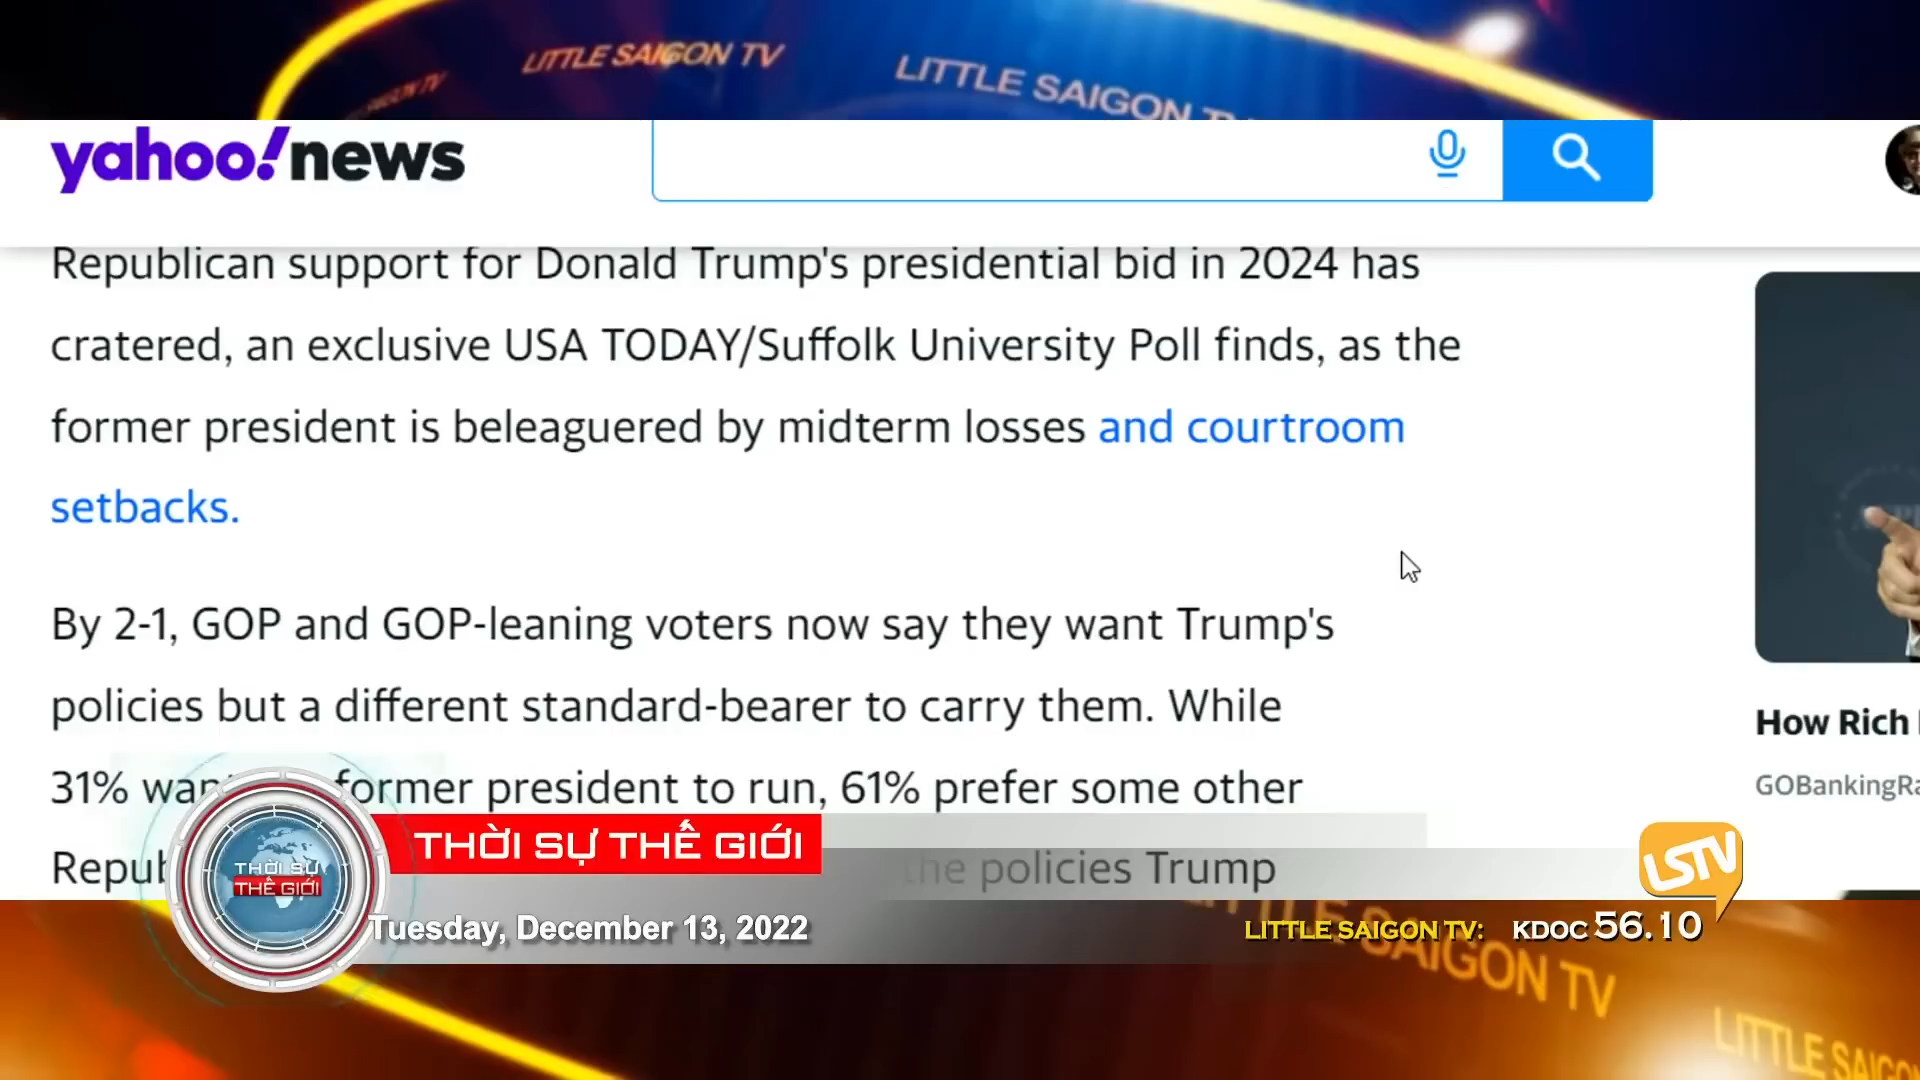 LITTLE SAIGON TV
LITTLE SAIGON TV
SAIGON TV
yahoo!news
Republican support for Donald Trump's presidential bid in 2024 has
cratered, an exclusive USA TODAY/Suffolk University Poll finds, as the
former president is beleaguered by midterm losses and courtroom
setbacks.
By 2-1, GOP and GOP-leaning voters now say they want Trump's
policies but a different standard-bearer to carry them. While
31% former president to run, 61% prefer some other
the policies Trump
How Rich
THỜI SỰ THẾ GIỚI
THỜI SỰ
THẾ GIỚI
Tuesday, December 13, 2022
LSTV
LITTLE SAIGON TV: KDOC 56.10
SAIGON TV
LITTLE